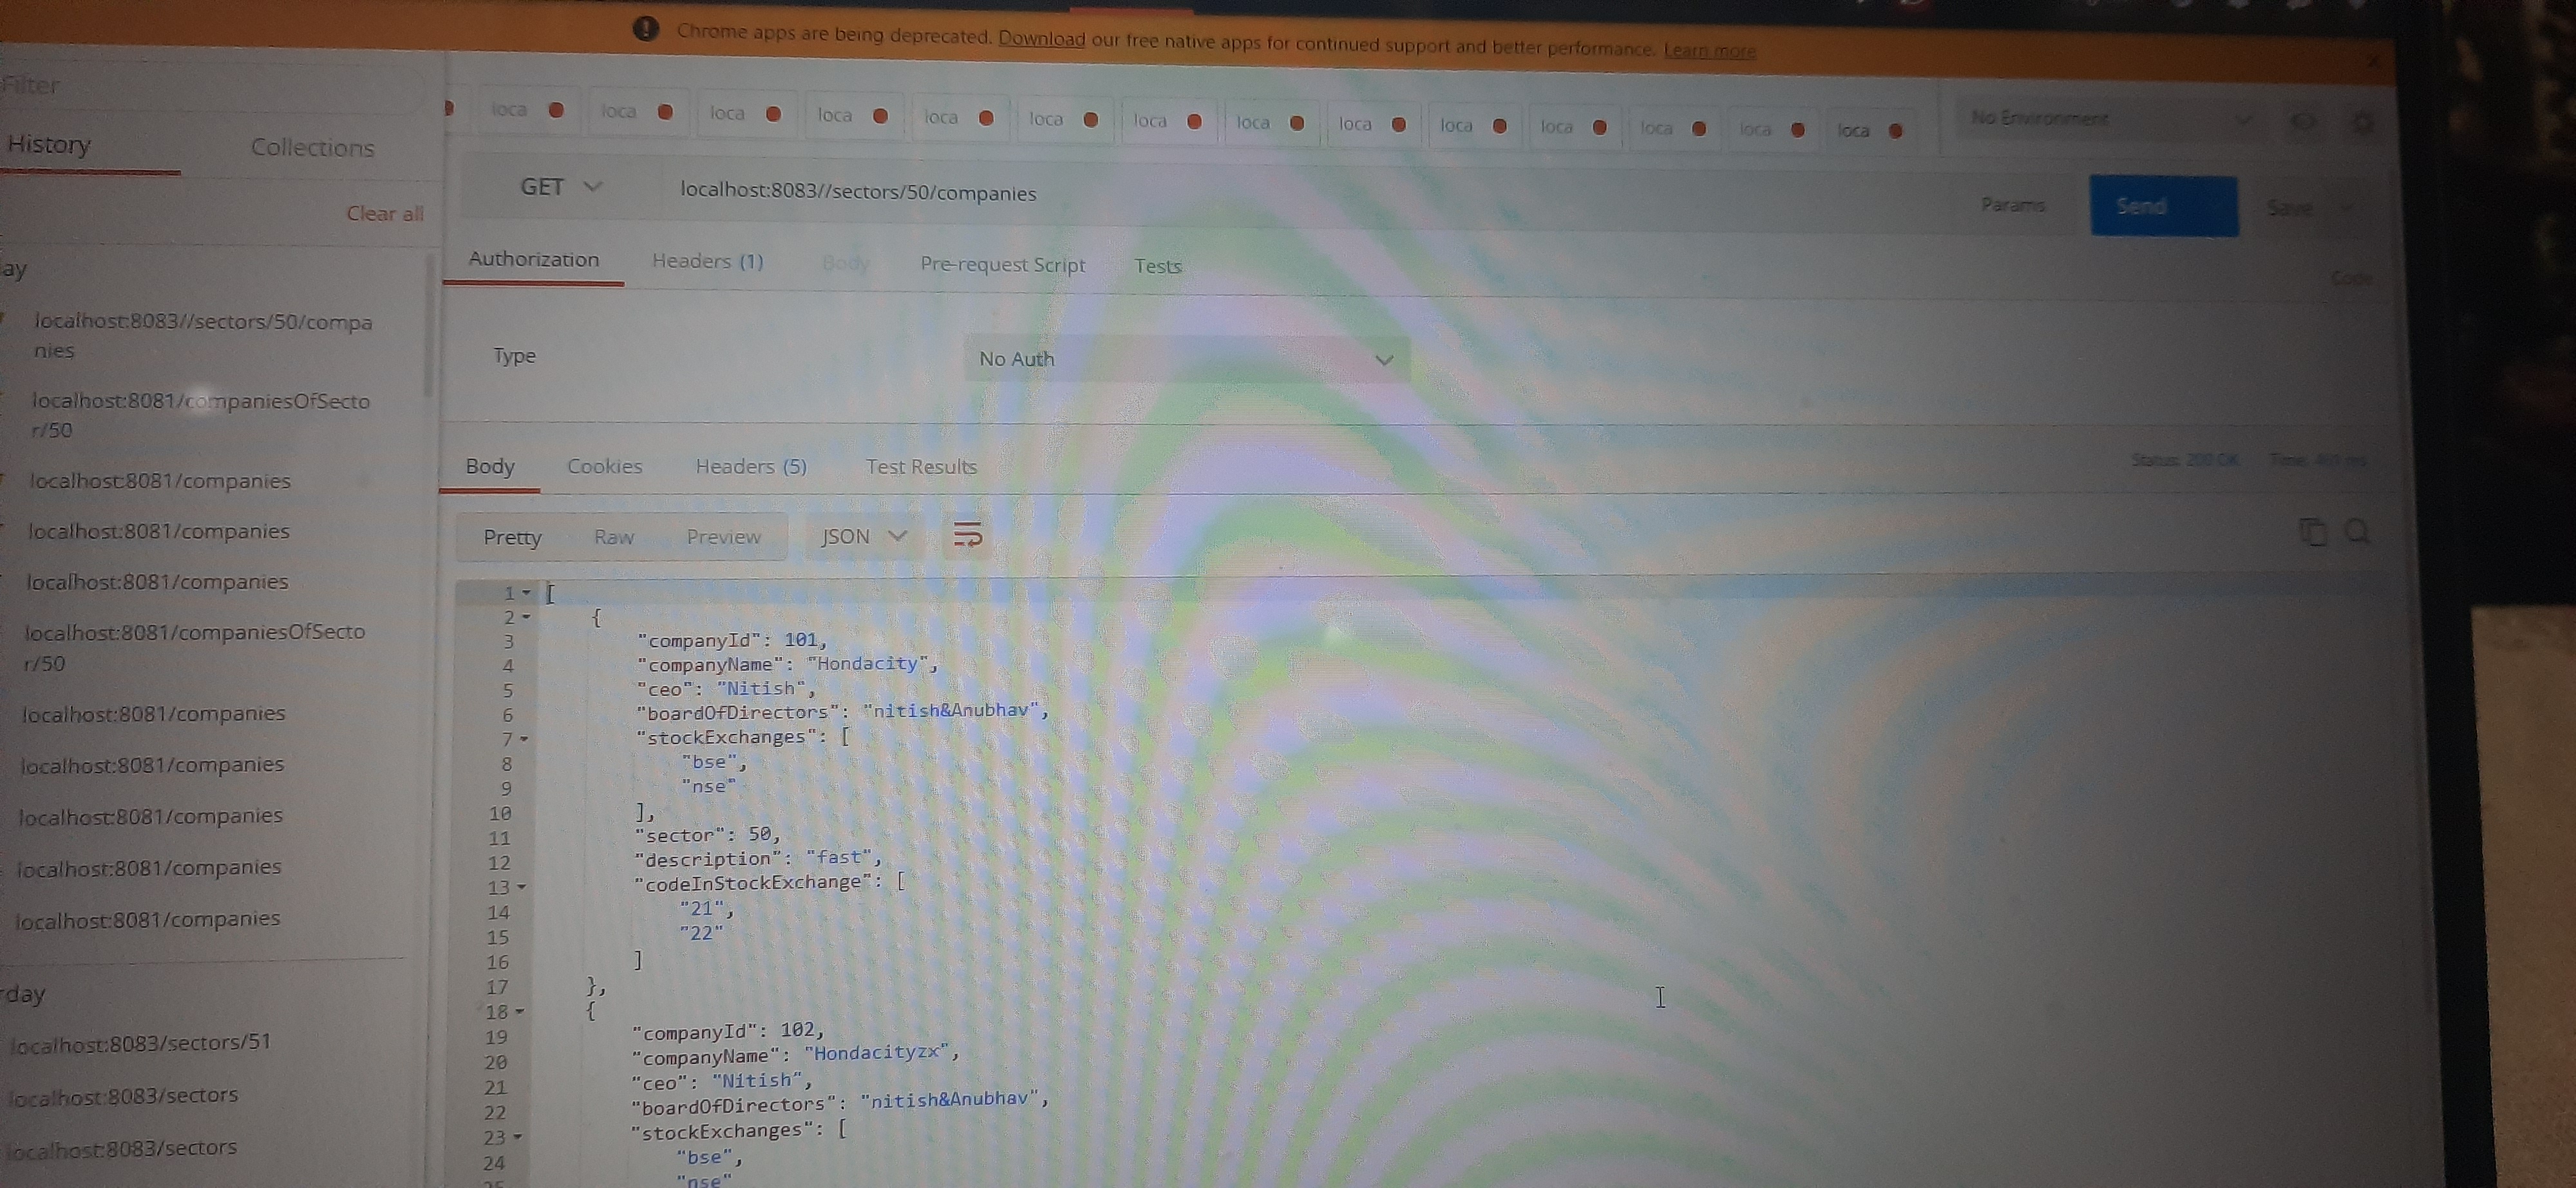 Chrome apps are being deprecated. Download our free native apps for continued support and better performance. Learn more
Filter
History Collections
Clear all
ay
localhost:8083//sectors/50/compa
nies
localhost:8081/companiesOfSecto
r/50
localhost:8081/companies
localhost:8081/companies
localhost:8081/companies
localhost:8081/companiesOfSecto
r/50
localhost:8081/companies
localhost:8081/companies
localhost:8081/companies
localhost:8081/companies
localhost:8081/companies
rday
localhost:8083/sectors/51
localhost:8083/sectors
localhost:8083/sectors
loca loca loca loca loca loca loca loca loca loca loca loca loca loca
No Environment
GET localhost:8083//sectors/50/companies Params Send Save
Authorization Headers (1) Body Pre-request Script Tests Code
Type No Auth
Body Cookies Headers (5) Test Results Status: 200 OK Time:
Pretty Raw Preview JSON
1 [
2 {
3 "companyId": 101,
4 "companyName": "Hondacity",
5 "ceo": "Nitish",
6 "boardOfDirectors": "nitish&Anubhav",
7 "stockExchanges": [
8 "bse",
9 "nse"
10 ],
11 "sector": 50,
12 "description": "fast",
13 "codeInStockExchange": [
14 "21",
15 "22"
16 ]
17 },
18 {
19 "companyId": 102,
20 "companyName": "Hondacityzx",
21 "ceo": "Nitish",
22 "boardOfDirectors": "nitish&Anubhav",
23 "stockExchanges": [
24 "bse",
"nse"